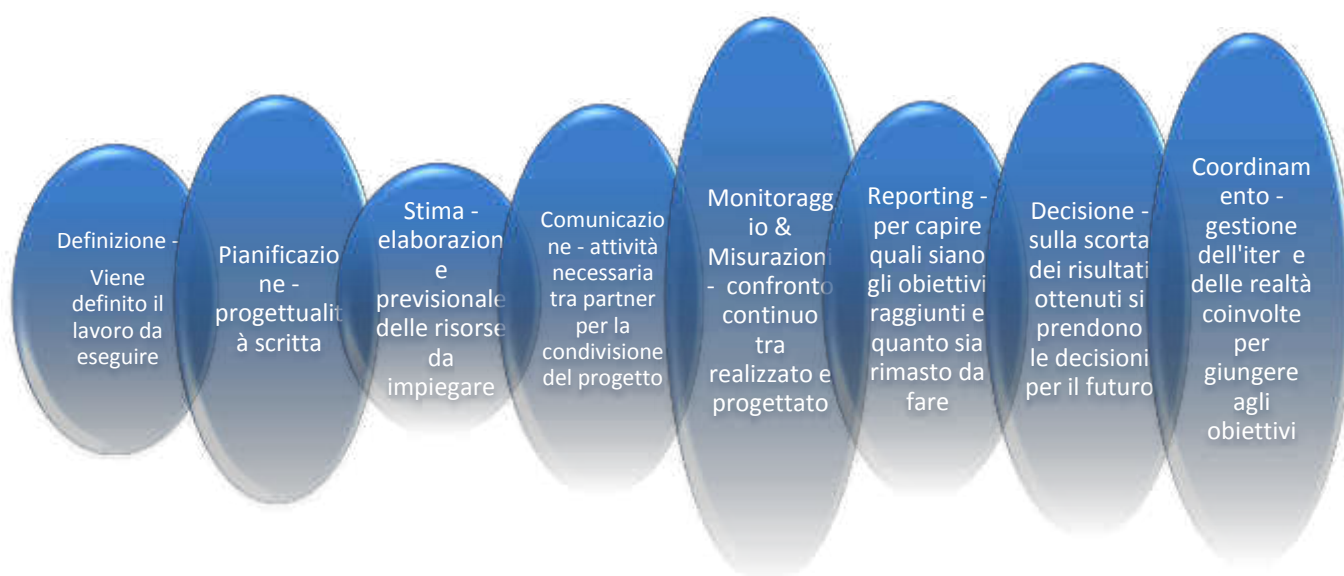 Definizione -
Viene
definito il
lavoro da
eseguire
Pianificazio
ne -
progettualit
à scritta
Stima -
elaborazion
e
previsionale
delle risorse
da
impiegare
Comunicazio
ne - attività
necessaria
tra partner
per la
condivisione
del progetto
Monitoragg
io &
Misurazioni
- confronto
continuo
tra
realizzato e
progettato
Reporting -
per capire
quali siano
gli obiettivi
raggiunti e
quanto sia
rimasto da
fare
Decisione -
sulla scorta
dei risultati
ottenuti si
prendono
le decisioni
per il futuro
Coordinam
ento -
gestione
dell'iter e
delle realtà
coinvolte
per
giungere
agli
obiettivi